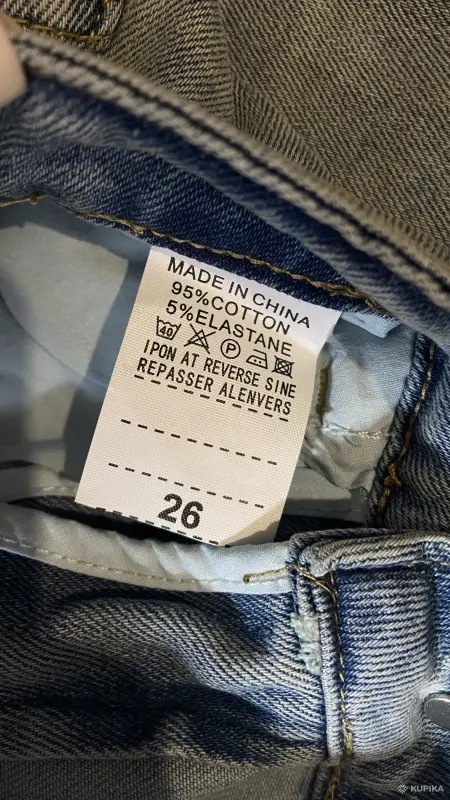 MADE IN CHINA
95%COTTON
5%ELASTANE
40 P
IPON AT REVERSE SINE
REPASSER ALENVERS
26
KUPIKA